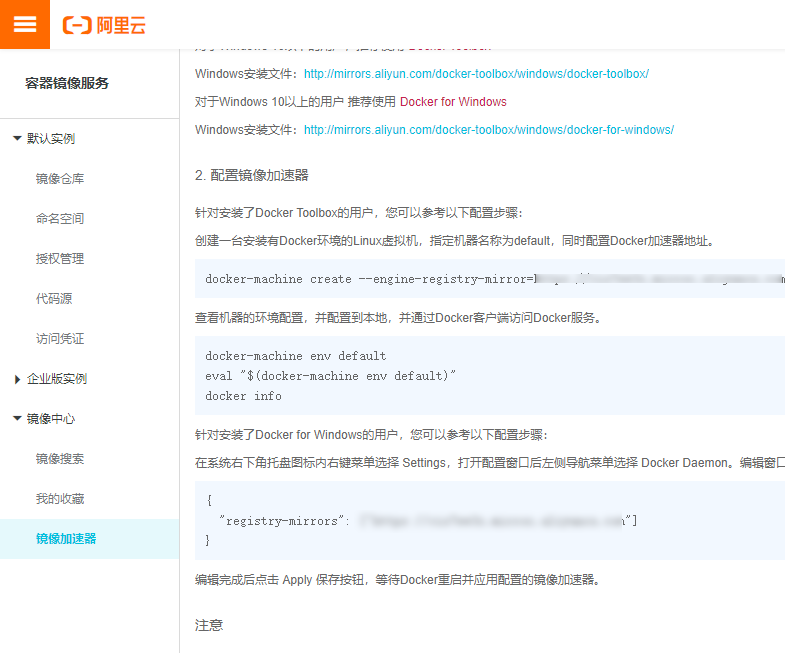 阿里云
容器镜像服务
默认实例
镜像仓库
命名空间
授权管理
代码源
访问凭证
企业版实例
镜像中心
镜像搜索
我的收藏
镜像加速器
Windows安装文件：http://mirrors.aliyun.com/docker-toolbox/windows/docker-toolbox/
对于Windows 10以上的用户 推荐使用 Docker for Windows
Windows安装文件：http://mirrors.aliyun.com/docker-toolbox/windows/docker-for-windows/
2. 配置镜像加速器
针对安装了Docker Toolbox的用户，您可以参考以下配置步骤：
创建一台安装有Docker环境的Linux虚拟机，指定机器名称为default，同时配置Docker加速器地址。
docker-machine create --engine-registry-mirror=
查看机器的环境配置，并配置到本地，并通过Docker客户端访问Docker服务。
docker-machine env default
eval "$(docker-machine env default)"
docker info
针对安装了Docker for Windows的用户，您可以参考以下配置步骤：
在系统右下角托盘图标内右键菜单选择 Settings，打开配置窗口后左侧导航菜单选择 Docker Daemon。编辑窗口
{
"registry-mirrors": "]
}
编辑完成后点击 Apply 保存按钮，等待Docker重启并应用配置的镜像加速器。
注意